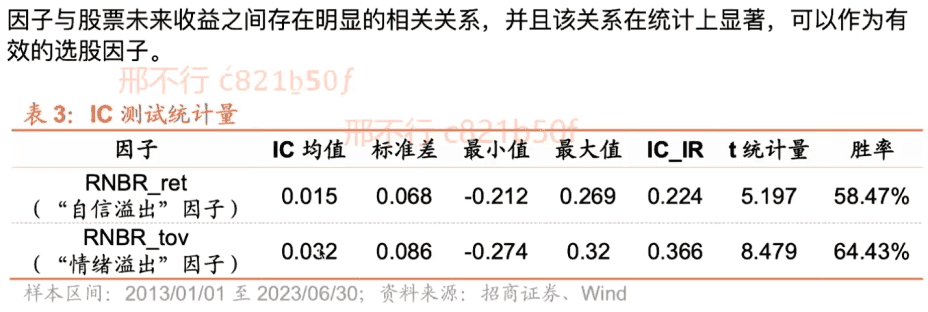 因子与股票未来收益之间存在明显的相关关系，并且该关系在统计上显著，可以作为有
效的选股因子。
邢不行 ć821b50ƒ
表 3：IC 测试统计量
邢不行 c821b50f
因子 IC 均值 标准差 最小值 最大值 IC_IR t 统计量 胜率
RNBR_ret
（“自信溢出”因子） 0.015 0.068 -0.212 0.269 0.224 5.197 58.47%
RNBR_tov
（“情绪溢出”因子） 0.032 0.086 -0.274 0.32 0.366 8.479 64.43%
样本区间：2013/01/01 至 2023/06/30；资料来源：招商证券、Wind